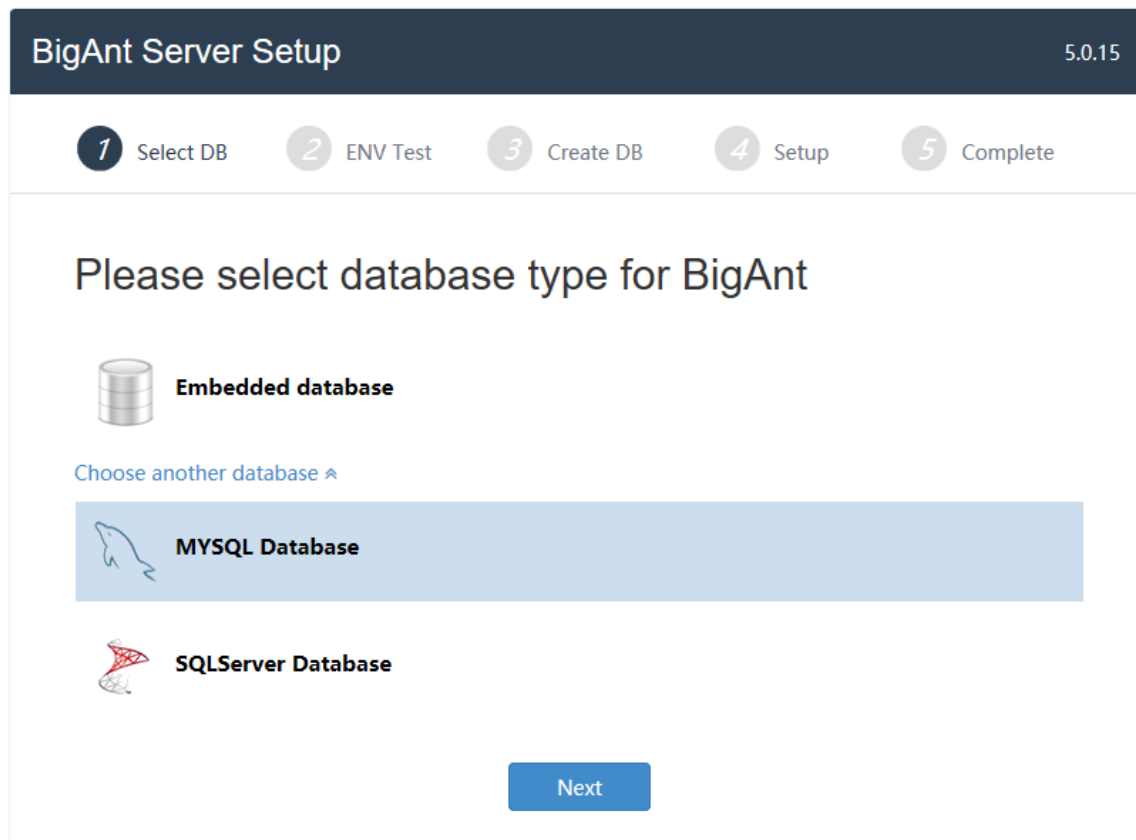 BigAnt Server Setup 5.0.15
1 Select DB 2 ENV Test 3 Create DB 4 Setup 5 Complete
Please select database type for BigAnt
Embedded database
Choose another database
MYSQL Database
SQLServer Database
Next